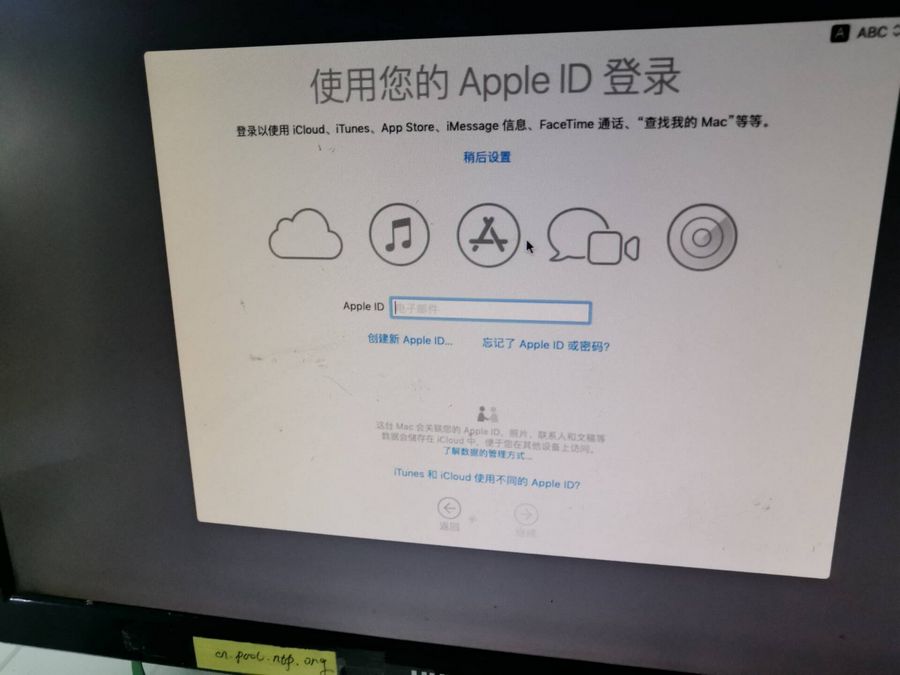 A ABC
使用您的 Apple ID 登录
登录以使用 iCloud、iTunes、App Store、iMessage 信息、FaceTime 通话、“查找我的 Mac”等等。
稍后设置
Apple ID 电子邮件
创建新 Apple ID... 忘记了 Apple ID 或密码?
这台 Mac 会关联您的 Apple ID，照片、联系人和文稿等
数据会储存在 iCloud 中，便于您在其他设备上访问。
了解数据的管理方式...
iTunes 和 iCloud 使用不同的 Apple ID?
返回 继续
cn.pool.ntp.org